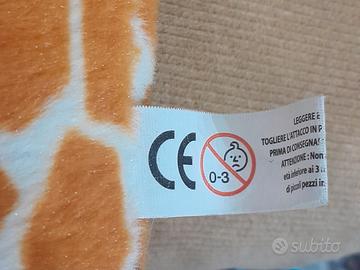 CE
0-3
LEGGERE E
TOGLIERE L'ATTACCO IN P
PRIMA DI CONSEGNA
ATTENZIONE : Non
età inferiore ai 3
di piccoli pezzi in
subito